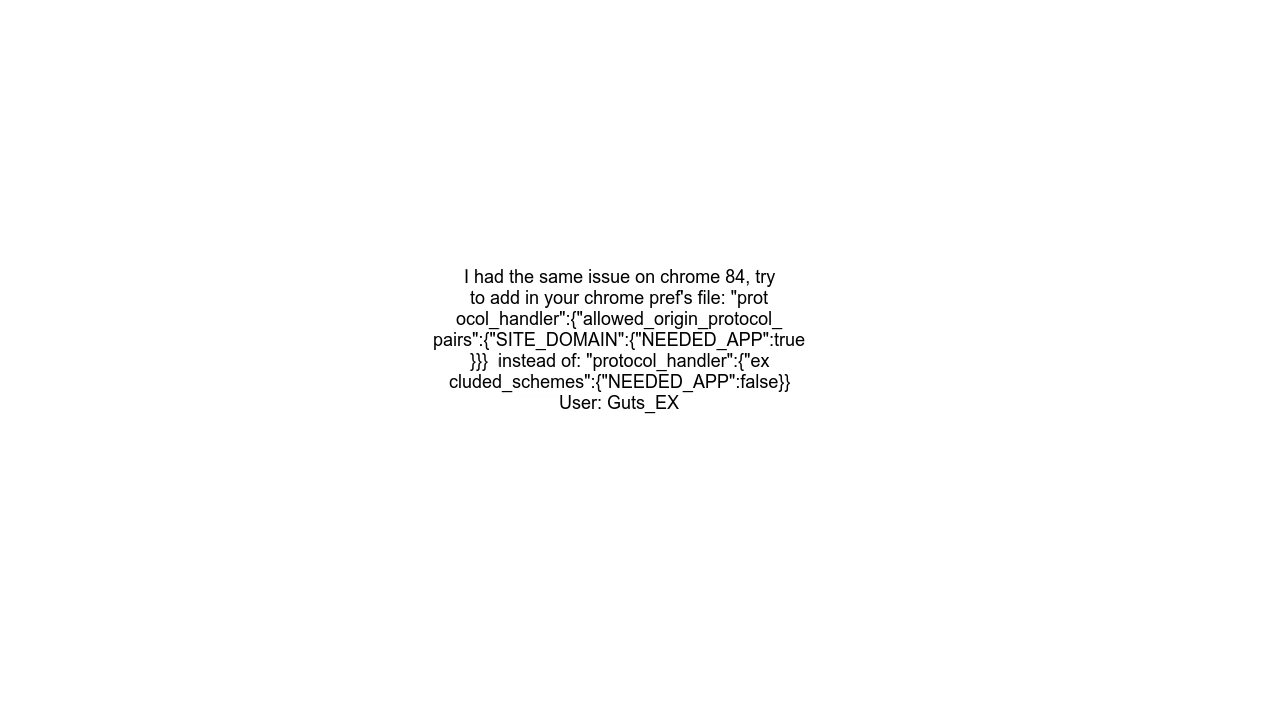 I had the same issue on chrome 84, try
to add in your chrome pref's file: "prot
ocol_handler":{"allowed_origin_protocol_
pairs":{"SITE_DOMAIN":{"NEEDED_APP":true
}}}  instead of: "protocol_handler":{"ex
cluded_schemes":{"NEEDED_APP":false}}
User: Guts_EX